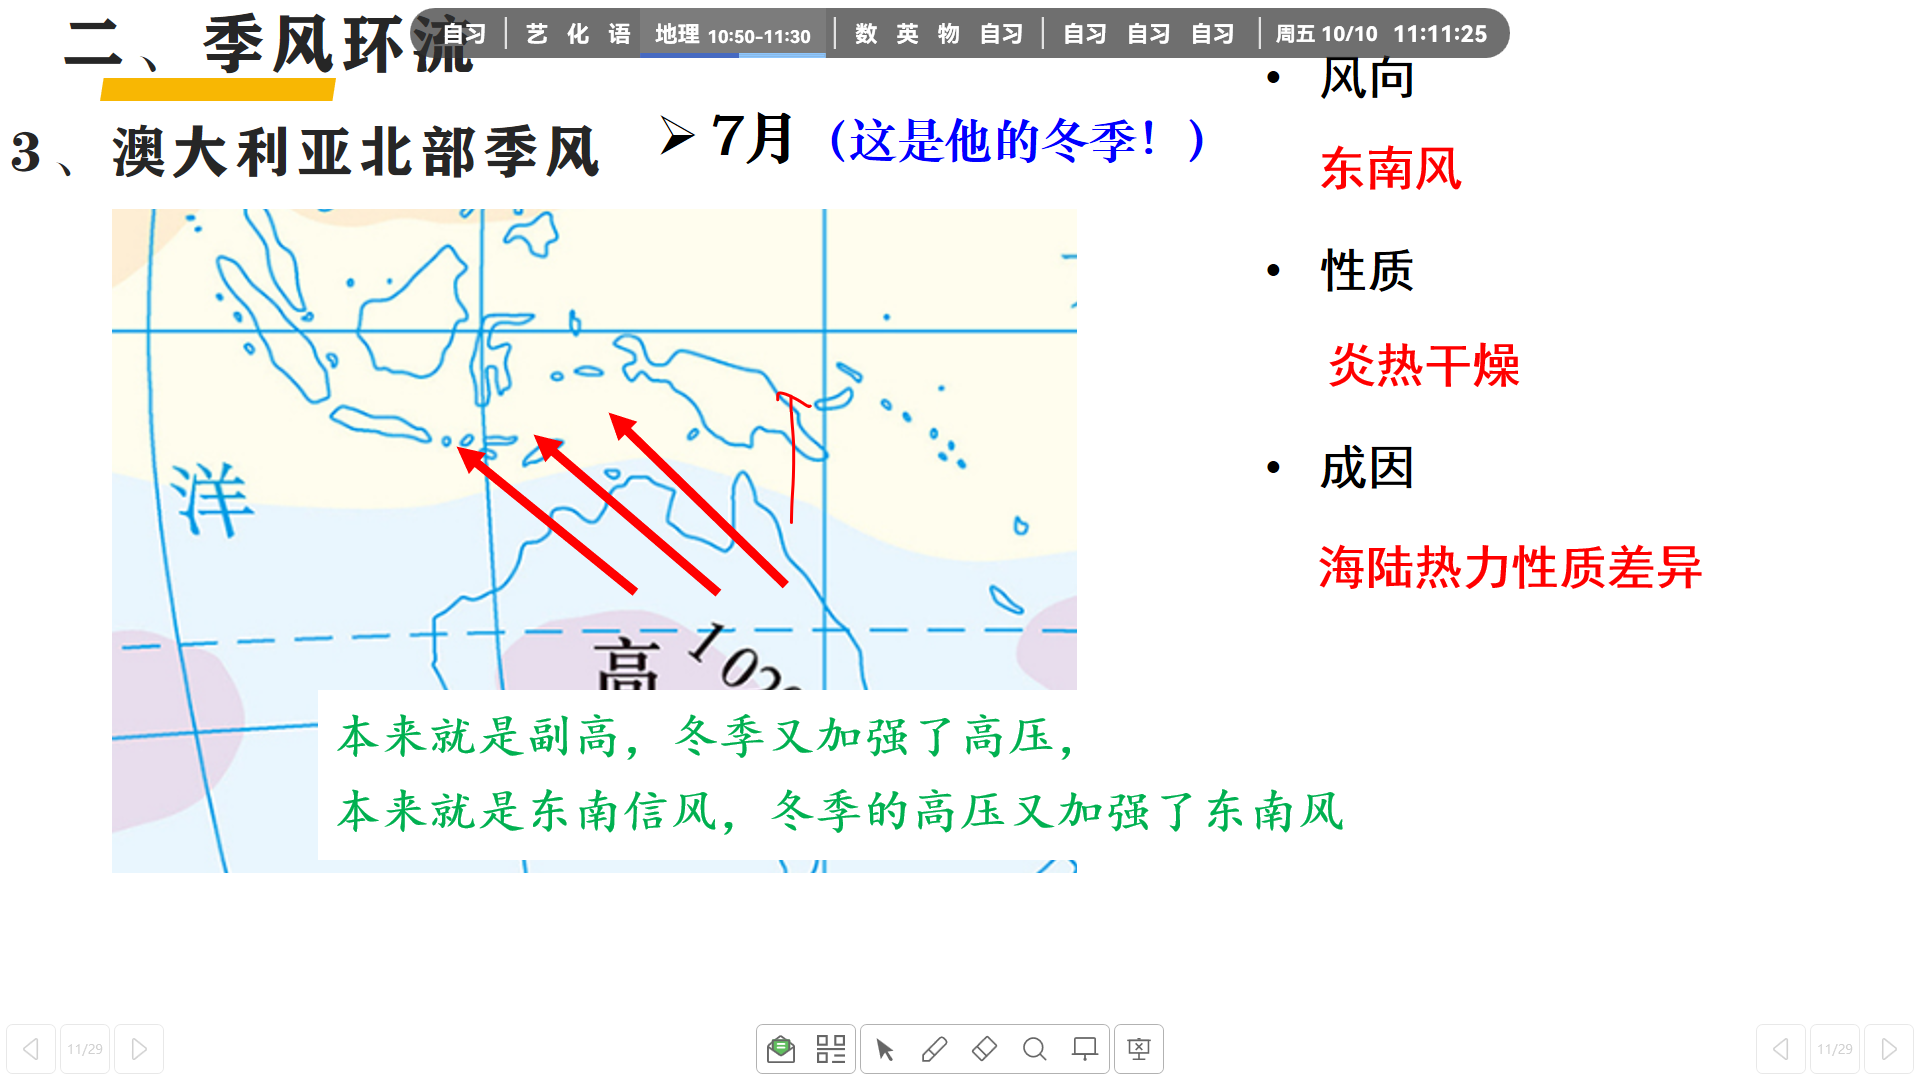 二、季风环流
自习 艺 化 语 地理 10:50-11:30 数 英 物 自习 自习 自习 自习 周五 10/10 11:11:25
3、澳大利亚北部季风
➢ 7月（这是他的冬季！）
• 风向
东南风
• 性质
炎热干燥
• 成因
海陆热力性质差异
洋
高
本来就是副高，冬季又加强了高压，
本来就是东南信风，冬季的高压又加强了东南风
11/29
11/29